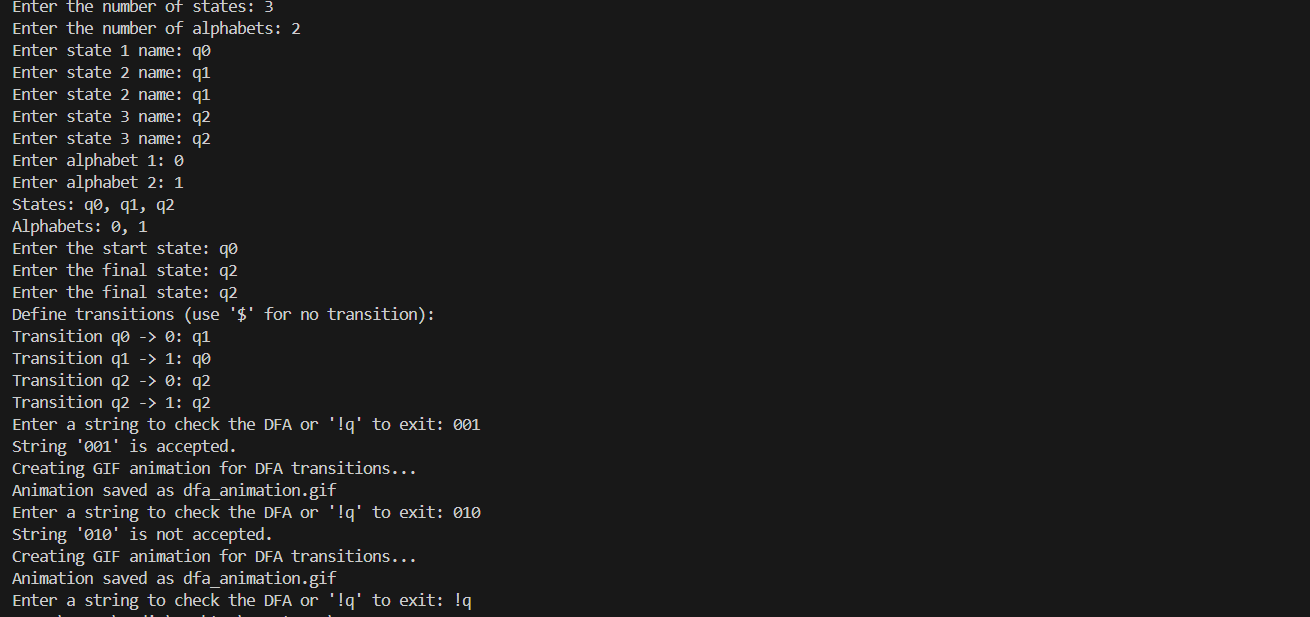 Enter the number of states: 3
Enter the number of alphabets: 2
Enter state 1 name: q0
Enter state 2 name: q1
Enter state 2 name: q1
Enter state 3 name: q2
Enter state 3 name: q2
Enter alphabet 1: 0
Enter alphabet 2: 1
States: q0, q1, q2
Alphabets: 0, 1
Enter the start state: q0
Enter the final state: q2
Enter the final state: q2
Define transitions (use '$' for no transition):
Transition q0 -> 0: q1
Transition q1 -> 1: q0
Transition q2 -> 0: q2
Transition q2 -> 1: q2
Enter a string to check the DFA or '!q' to exit: 001
String '001' is accepted.
Creating GIF animation for DFA transitions...
Animation saved as dfa_animation.gif
Enter a string to check the DFA or '!q' to exit: 010
String '010' is not accepted.
Creating GIF animation for DFA transitions...
Animation saved as dfa_animation.gif
Enter a string to check the DFA or '!q' to exit: !q